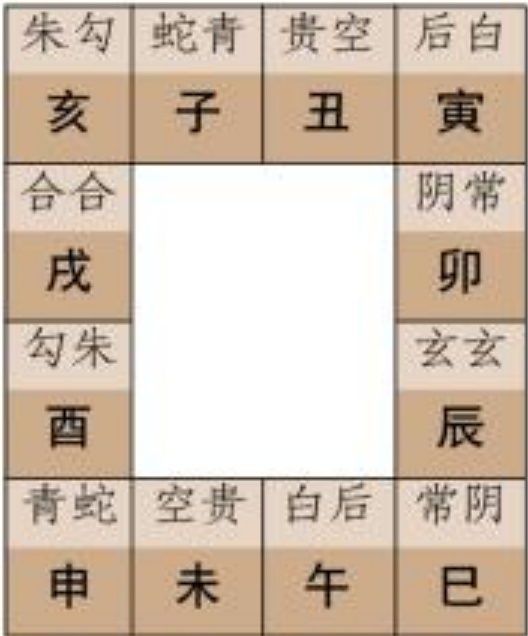 朱勾 蛇青 贵空 后白
亥 子 丑 寅
合合 阴常
戌 卯
勾朱 玄玄
酉 辰
青蛇 空贵 白后 常阴
申 未 午 巳